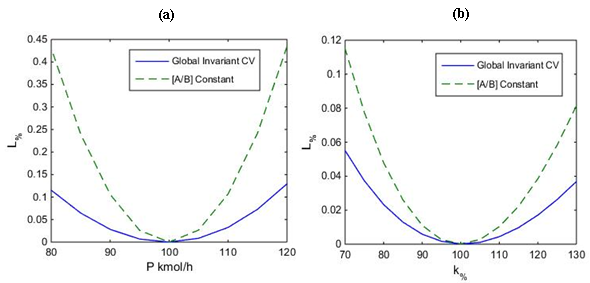 (a)
(b)
0.45
0.4
0.35
0.3
0.25
0.2
0.15
0.1
0.05
0
L%
Global Invariant CV
[A/B] Constant
80
90
100
110
120
P kmol/h
0.12
0.1
0.08
0.06
0.04
0.02
0
L%
Global Invariant CV
[A/B] Constant
70
80
90
100
110
120
130
k%